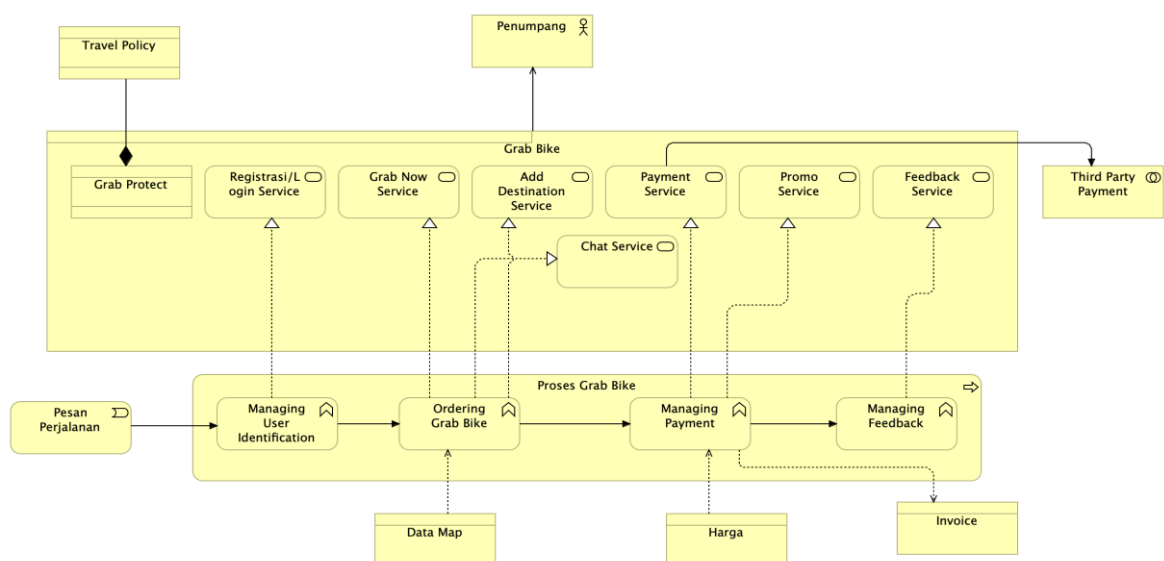 Penumpang
Travel Policy
Grab Bike
Grab Protect
Registrasi/L
ogin Service
Grab Now
Service
Add
Destination
Service
Payment
Service
Promo
Service
Feedback
Service
Third Party
Payment
Chat Service
Proses Grab Bike
Pesan
Perjalanan
Managing
User
Identification
Ordering
Grab Bike
Managing
Payment
Managing
Feedback
Data Map
Harga
Invoice